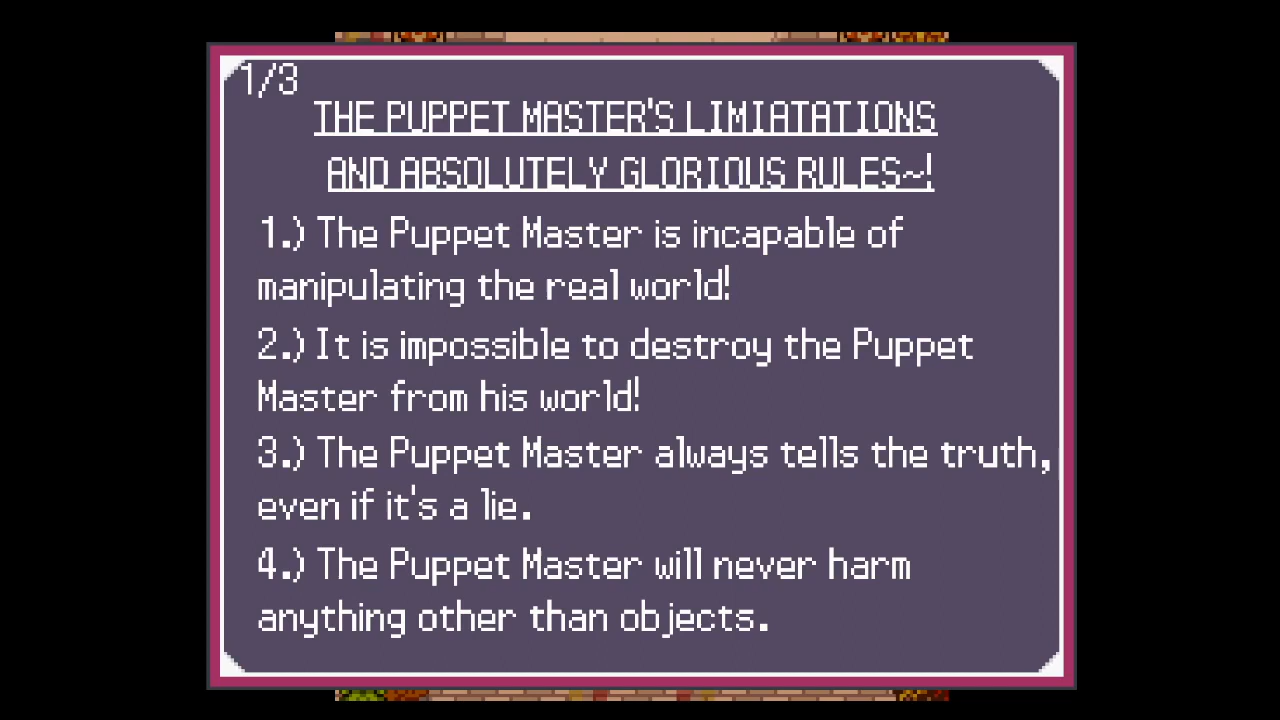 1/3
THE PUPPET MASTER'S LIMIATATIONS
AND ABSOLUTELY GLORIOUS RULES~!
1.) The Puppet Master is incapable of
manipulating the real world!
2.) It is impossible to destroy the Puppet
Master from his world!
3.) The Puppet Master always tells the truth,
even if it's a lie.
4.) The Puppet Master will never harm
anything other than objects.